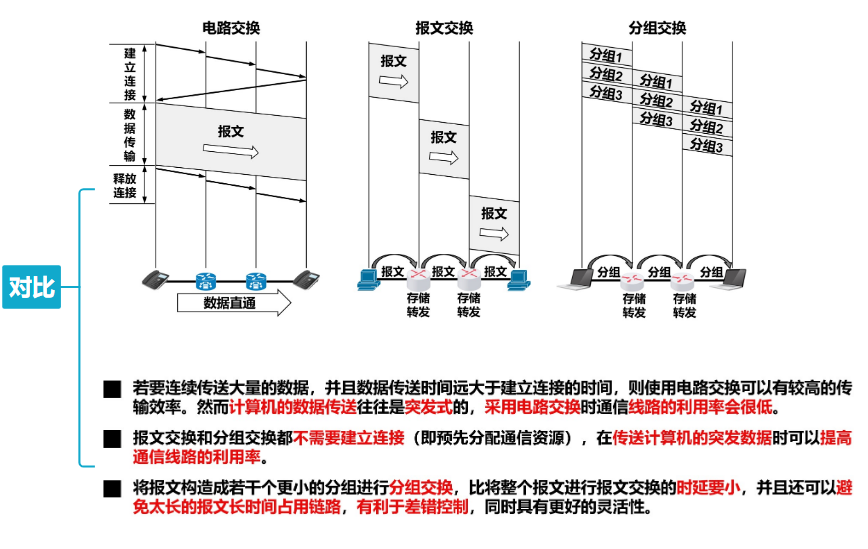 电路交换
报文交换
分组交换
建立连接
数据传输
释放
连接
报文
数据直通
报文
报文
报文
报文
报文
报文
存储
转发
存储
转发
分组1
分组2
分组3
分组1
分组2
分组3
分组1
分组2
分组3
分组
分组
分组
存储
转发
存储
转发
对比
若要连续传送大量的数据，并且数据传送时间远大于建立连接的时间，则使用电路交换可以有较高的传
输效率。然而计算机的数据传送往往是突发式的，采用电路交换时通信线路的利用率会很低。
报文交换和分组交换都不需要建立连接（即预先分配通信资源），在传送计算机的突发数据时可以提高
通信线路的利用率。
将报文构造成若干个更小的分组进行分组交换，比将整个报文进行报文交换的时延要小，并且还可以避
免太长的报文长时间占用链路，有利于差错控制，同时具有更好的灵活性。